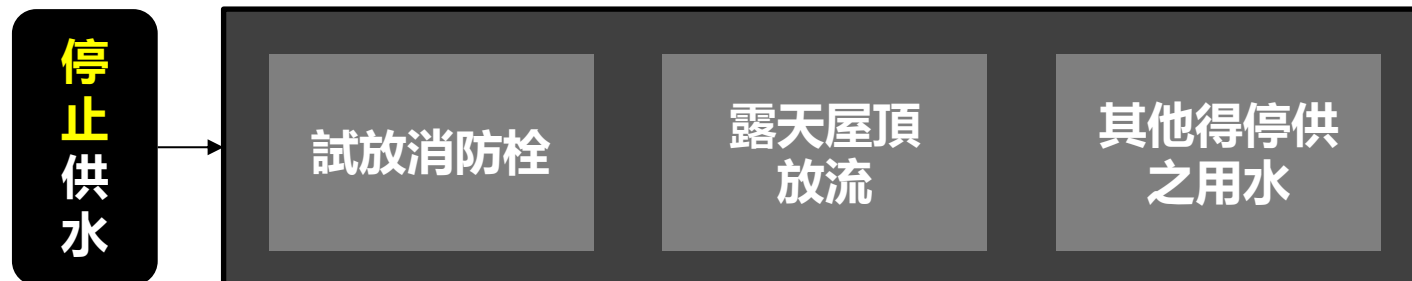 停止供水
試放消防栓
露天屋頂
放流
其他得停供
之用水